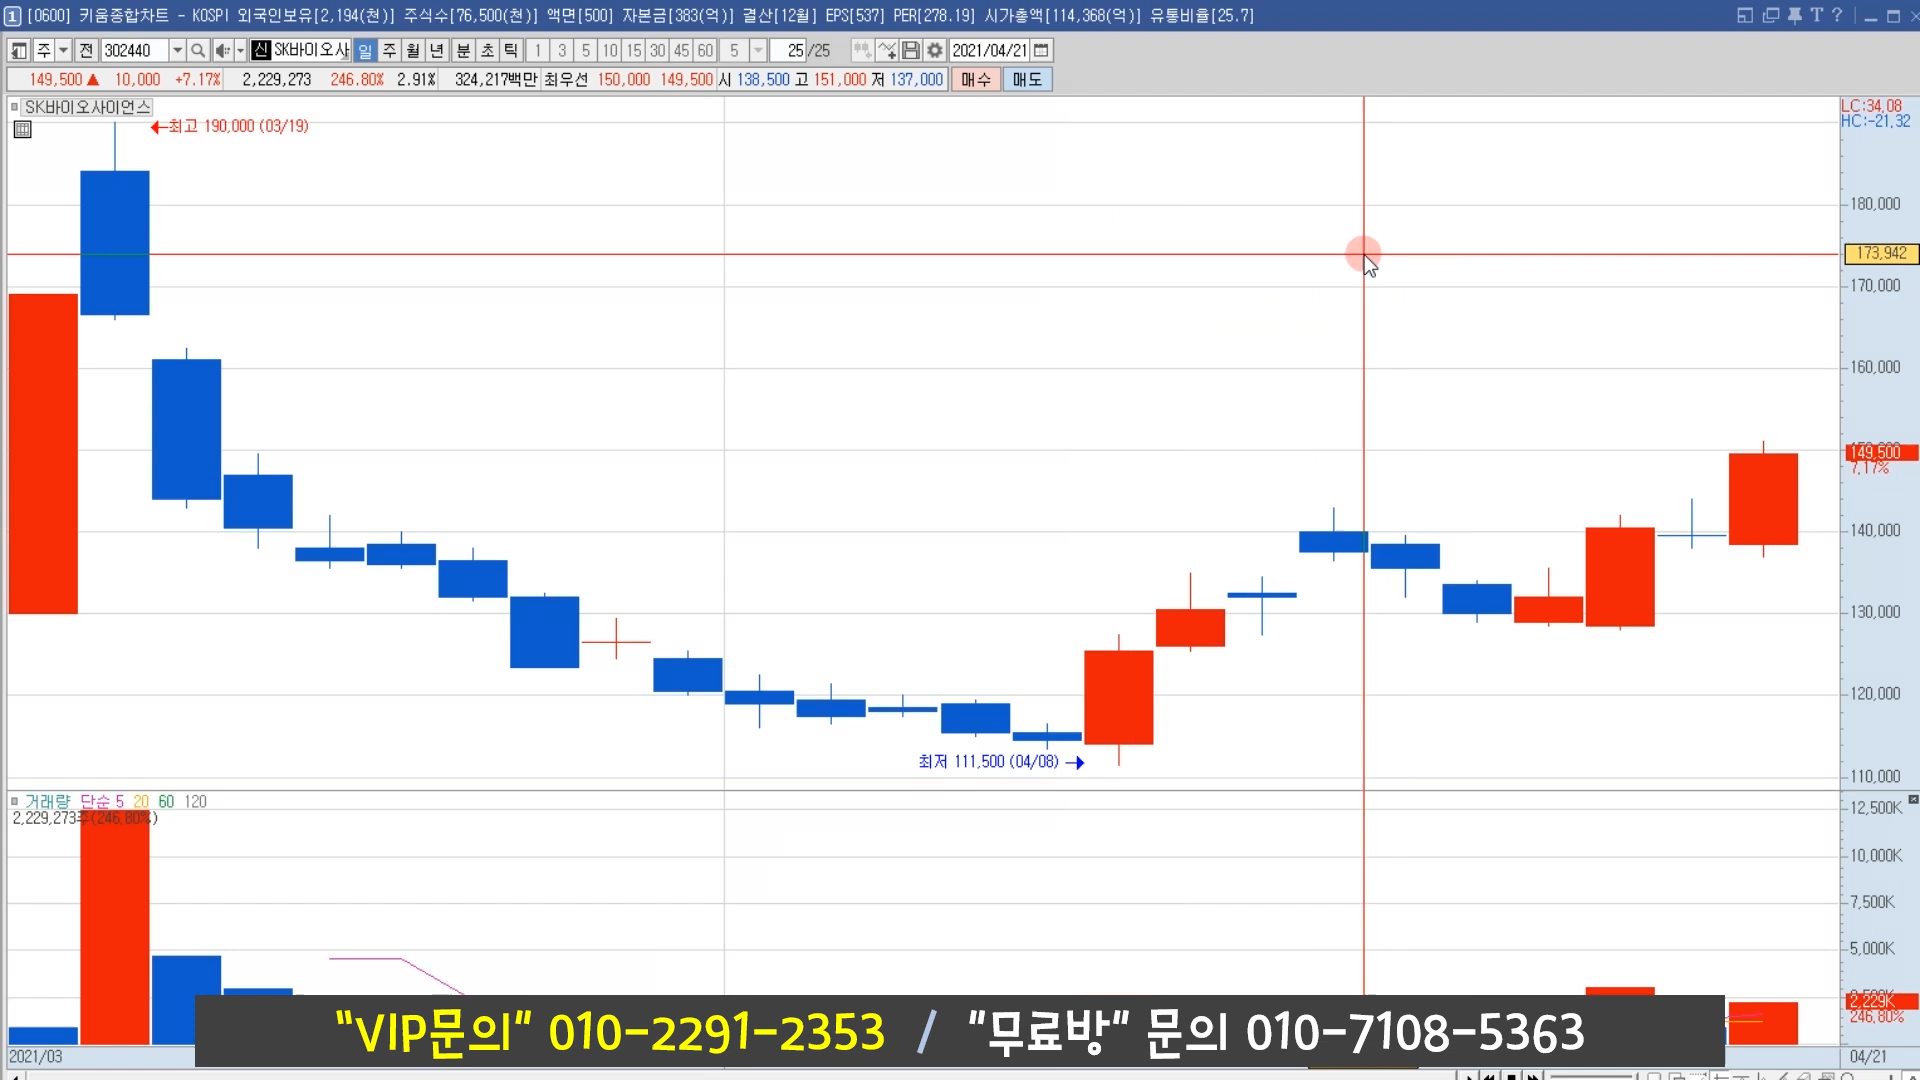 1 [0600] 키움종합차트 - KOSPI 외국인보유[2,194(천)] 주식수[76,500(천)] 액면[500] 자본금[383(억)] 결산[12월] EPS[537] PER[278.19] 시가총액[114,368(억)] 유통비율[25.7] T ?
주 전 302440 신 SK바이오사 일 주 월 년 분 초 틱 1 3 5 10 15 30 45 60 5 25 /25 2021/04/21
149,500 ▲ 10,000 +7.17% 2,229,273 246.80% 2.91% 324,217백만 최우선 150,000 149,500 시 138,500 고 151,000 저 137,000 매수 매도
SK바이오사이언스
LC:34,08
HC:-21,32
←최고 190,000 (03/19)
180,000
173,942
170,000
160,000
149,500
7,17%
140,000
130,000
120,000
최저 111,500 (04/08) →
110,000
거래량 단순 5 20 60 120
2,229,273주(246,80%)
12,500K
10,000K
7,500K
5,000K
2,229K
246,80%
"VIP문의" 010-2291-2353 / "무료방" 문의 010-7108-5363
2021/03 04/21